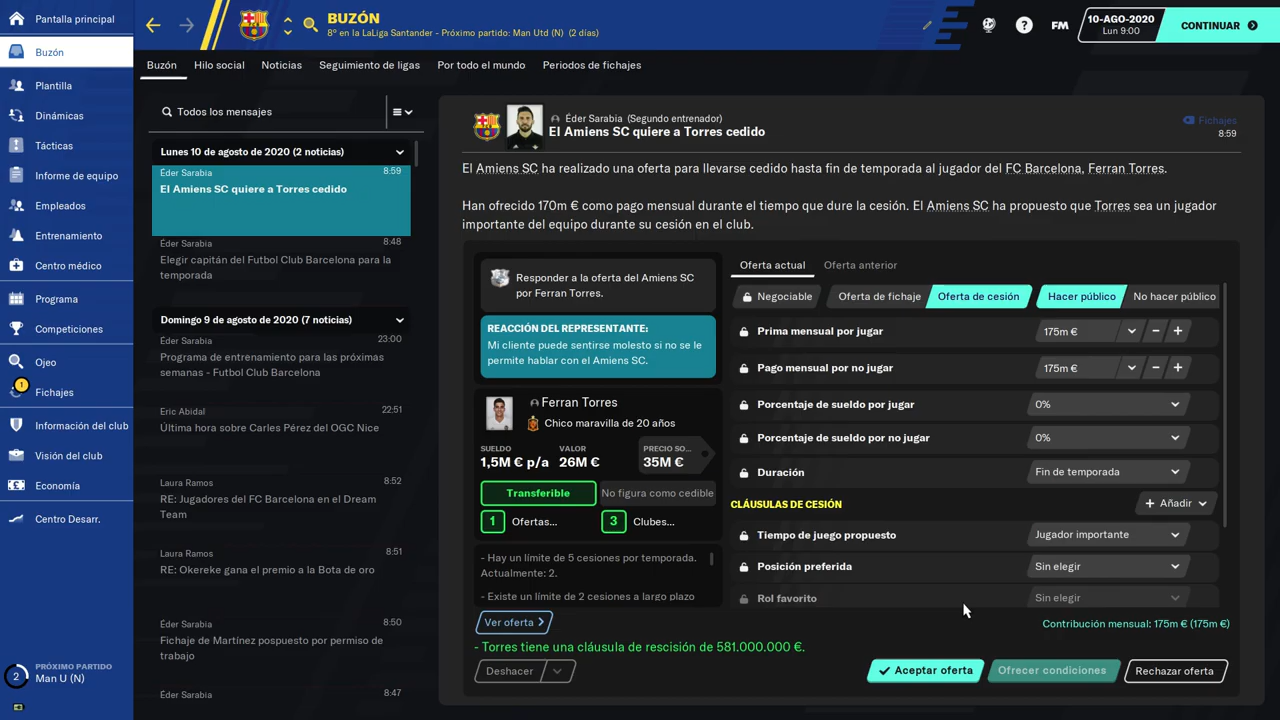 Pantalla principal
Buzón
Plantilla
Dinámicas
Tácticas
Informe de equipo
Empleados
Entrenamiento
Centro médico
Programa
Competiciones
Ojeo
1
Fichajes
Información del club
Visión del club
Economía
Centro Desarr.
2
PRÓXIMO PARTIDO
Man U (N)
BUZÓN
8º en la LaLiga Santander - Próximo partido: Man Utd (N) (2 días)
FM
10-AGO-2020
Lun 9:00
CONTINUAR
Buzón
Hilo social
Noticias
Seguimiento de ligas
Por todo el mundo
Periodos de fichajes
Todos los mensajes
Lunes 10 de agosto de 2020 (2 noticias)
Éder Sarabia 8:59
El Amiens SC quiere a Torres cedido
Éder Sarabia 8:48
Elegir capitán del Futbol Club Barcelona para la
temporada
Domingo 9 de agosto de 2020 (7 noticias)
Éder Sarabia 23:00
Programa de entrenamiento para las próximas
semanas - Futbol Club Barcelona
Eric Abidal 22:51
Última hora sobre Carles Pérez del OGC Nice
Laura Ramos 8:52
RE: Jugadores del FC Barcelona en el Dream
Team
Laura Ramos 8:51
RE: Okereke gana el premio a la Bota de oro
Éder Sarabia 8:50
Fichaje de Martínez pospuesto por permiso de
trabajo
Éder Sarabia 8:47
Éder Sarabia (Segundo entrenador)
El Amiens SC quiere a Torres cedido
Fichajes
8:59
El Amiens SC ha realizado una oferta para llevarse cedido hasta fin de temporada al jugador del FC Barcelona, Ferran Torres.
Han ofrecido 170m € como pago mensual durante el tiempo que dure la cesión. El Amiens SC ha propuesto que Torres sea un jugador
importante del equipo durante su cesión en el club.
Responder a la oferta del Amiens SC
por Ferran Torres.
REACCIÓN DEL REPRESENTANTE:
Mi cliente puede sentirse molesto si no se le
permite hablar con el Amiens SC.
Ferran Torres
Chico maravilla de 20 años
SUELDO VALOR PRECIO SO...
1,5M € p/a 26M € 35M €
Transferible
No figura como cedible
1 Ofertas...
3 Clubes...
- Hay un límite de 5 cesiones por temporada.
Actualmente: 2.
- Existe un límite de 2 cesiones a largo plazo
Oferta actual
Oferta anterior
Negociable
Oferta de fichaje
Oferta de cesión
Hacer público
No hacer público
Prima mensual por jugar 175m €
Pago mensual por no jugar 175m €
Porcentaje de sueldo por jugar 0%
Porcentaje de sueldo por no jugar 0%
Duración Fin de temporada
CLÁUSULAS DE CESIÓN
Añadir
Tiempo de juego propuesto Jugador importante
Posición preferida Sin elegir
Rol favorito Sin elegir
Ver oferta
Contribución mensual: 175m € (175m €)
- Torres tiene una cláusula de rescisión de 581.000.000 €.
Deshacer
Aceptar oferta
Ofrecer condiciones
Rechazar oferta